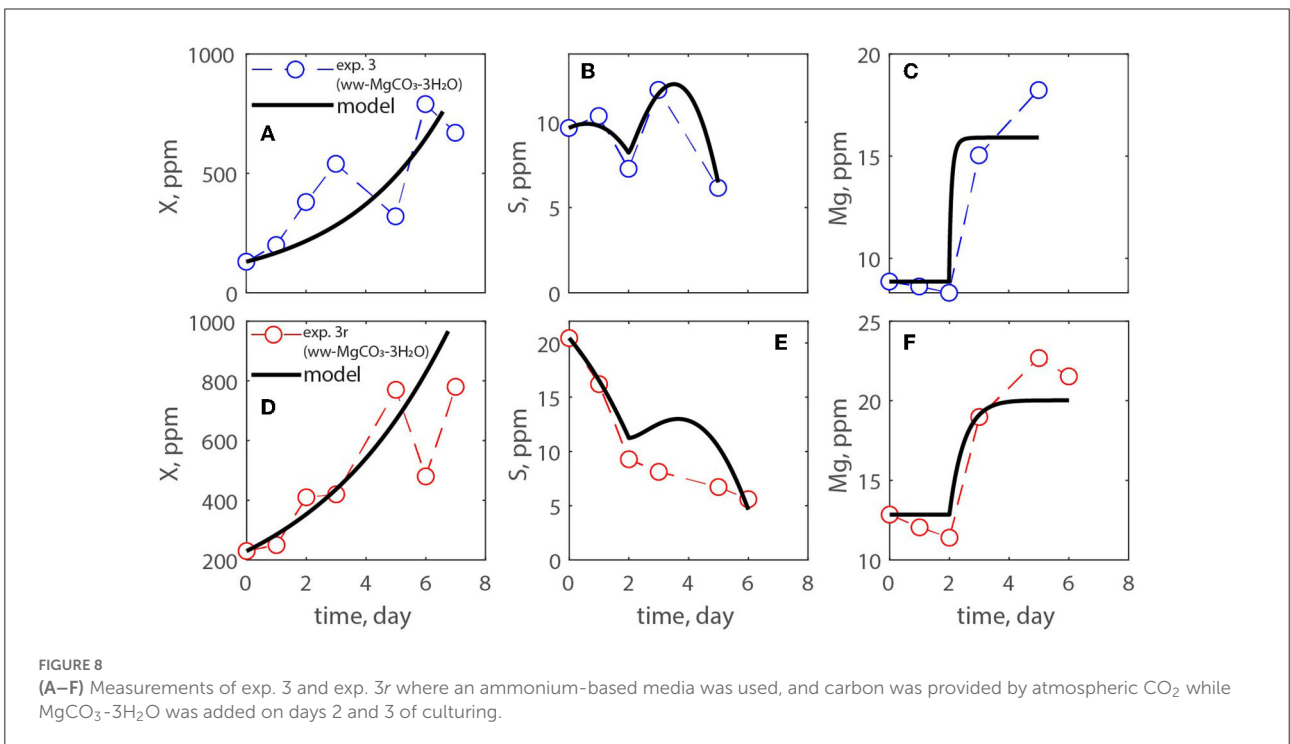 1000
500
0
X, ppm
exp. 3
(ww-MgCO₃-3H₂O)
model
A
10
5
0
S, ppm
B
20
15
10
Mg, ppm
C
1000
800
600
400
200
X, ppm
exp. 3r
(ww-MgCO₃-3H₂O)
model
D
0 2 4 6 8
time, day
20
15
10
5
0
S, ppm
E
0 2 4 6 8
time, day
25
20
15
10
Mg, ppm
F
0 2 4 6 8
time, day
FIGURE 8
(A–F) Measurements of exp. 3 and exp. 3r where an ammonium-based media was used, and carbon was provided by atmospheric CO₂ while
MgCO₃-3H₂O was added on days 2 and 3 of culturing.